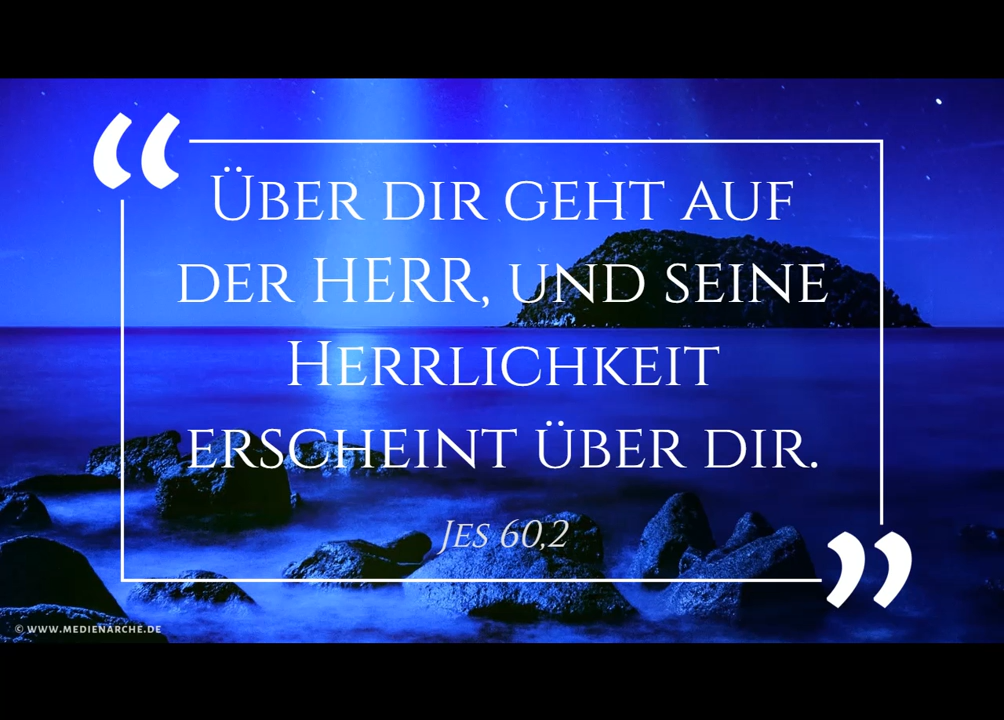 Über dir geht auf
der HERR, und seine
Herrlichkeit
erscheint über dir.
Jes 60,2
© www.medienarche.de